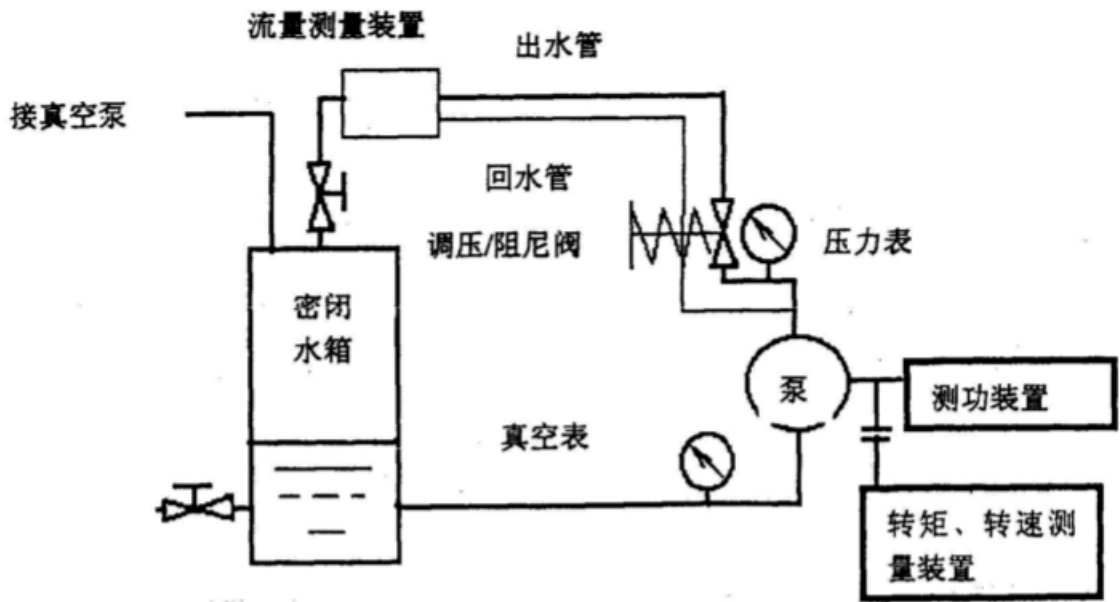 流量测量装置
出水管
接真空泵
回水管
调压/阻尼阀
压力表
密闭
水箱
泵
测功装置
真空表
转矩、转速测
量装置